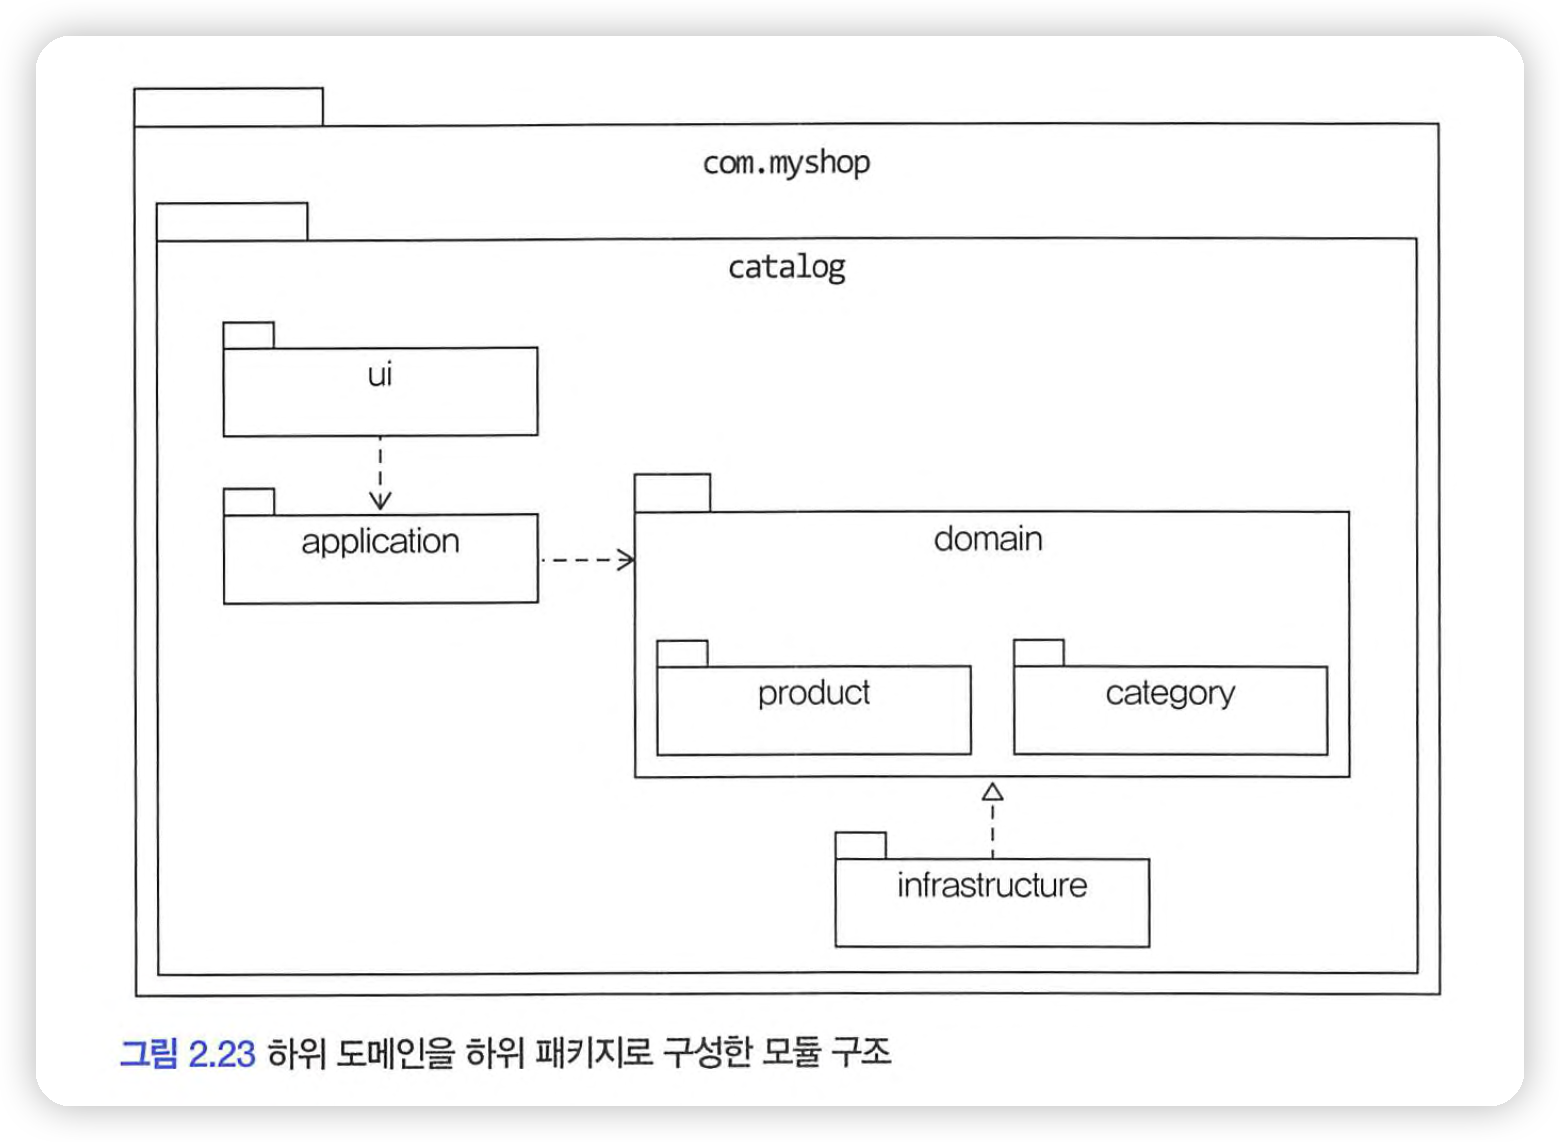 com.myshop
catalog
ui
application
domain
product
category
infrastructure
그림 2.23 하위 도메인을 하위 패키지로 구성한 모듈 구조